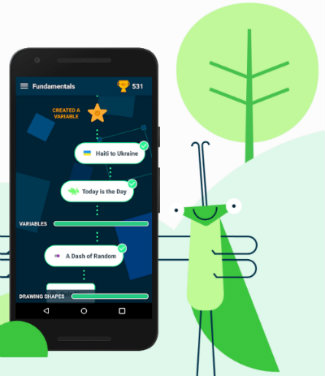 Fundamentals 531
CREATED A
VARIABLE
Haiti to Ukraine
Today is the Day
VARIABLES
A Dash of Random
DRAWING SHAPES